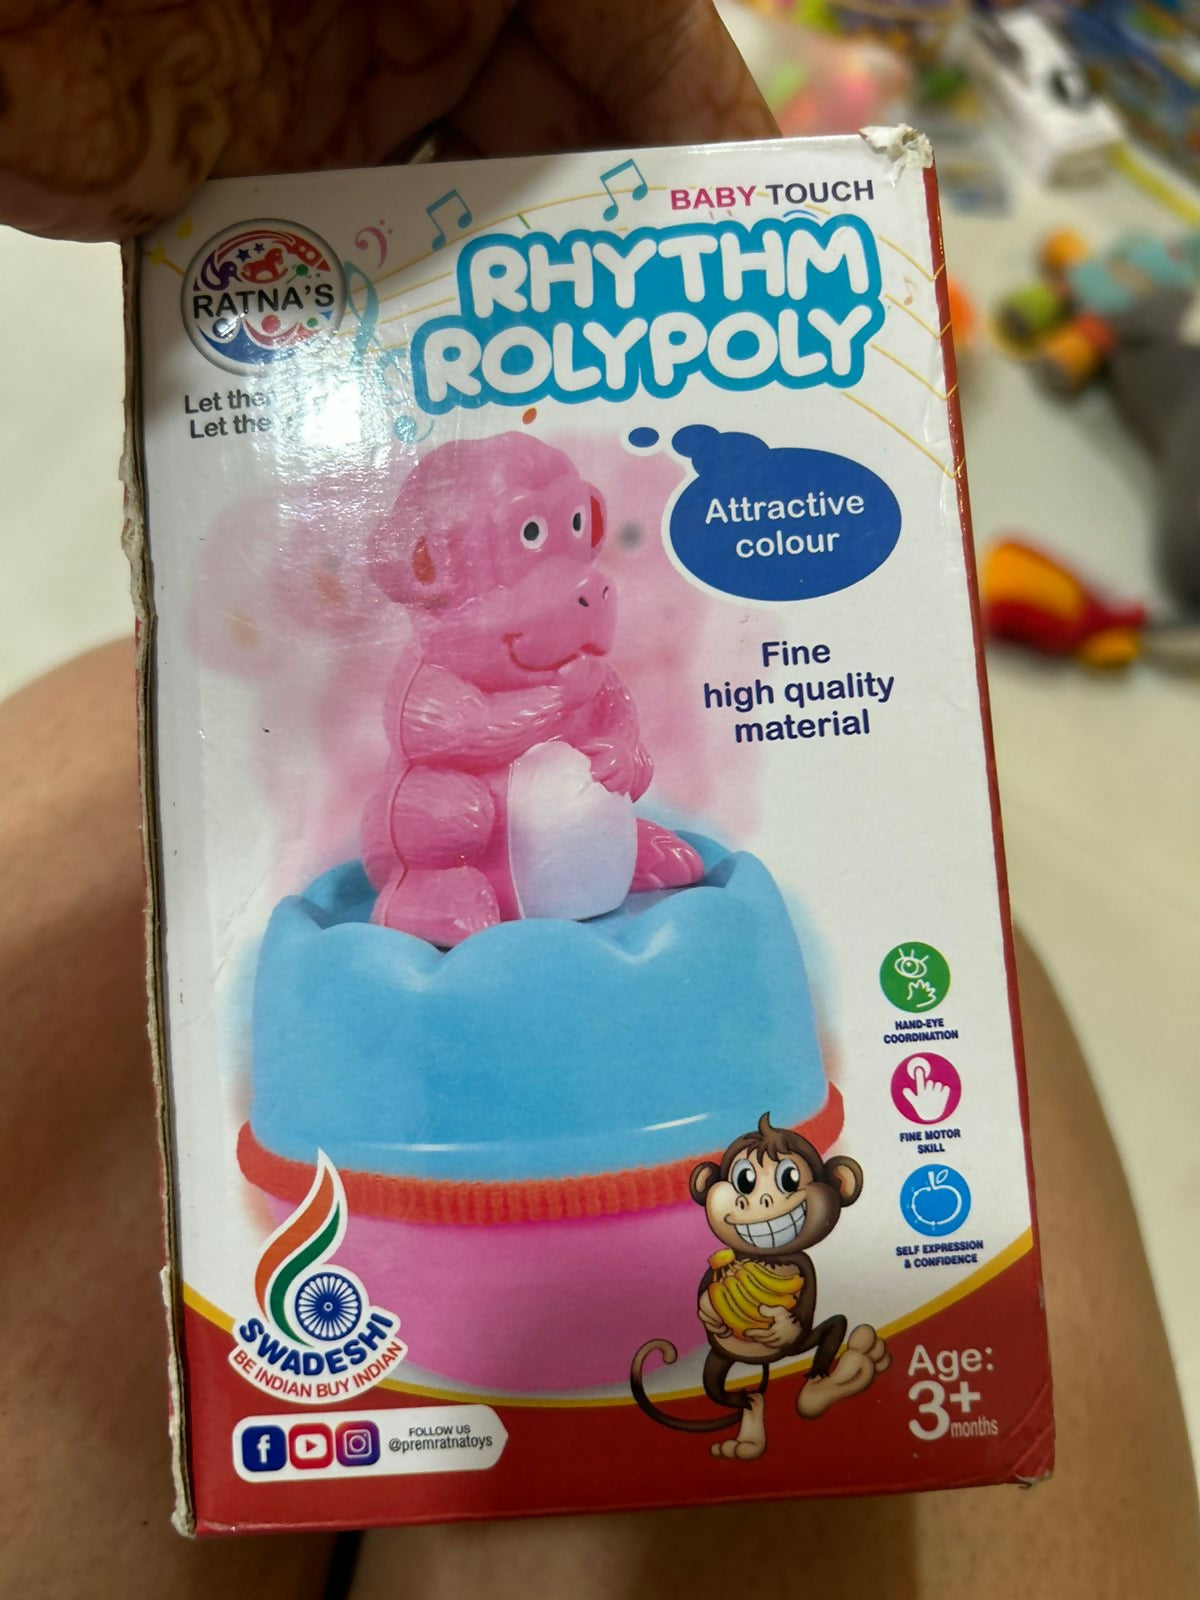 BABY TOUCH
RHYTHM
ROLYPOLY
RATNA'S
Let
Let the
Attractive
colour
Fine
high quality
material
HAND-EYE
COORDINATION
FINE MOTOR
SKILL
SELF EXPRESSION
& CONFIDENCE
SWADESHI
BE INDIAN BUY INDIAN
FOLLOW US
@premratnatoys
Age:
3+
months